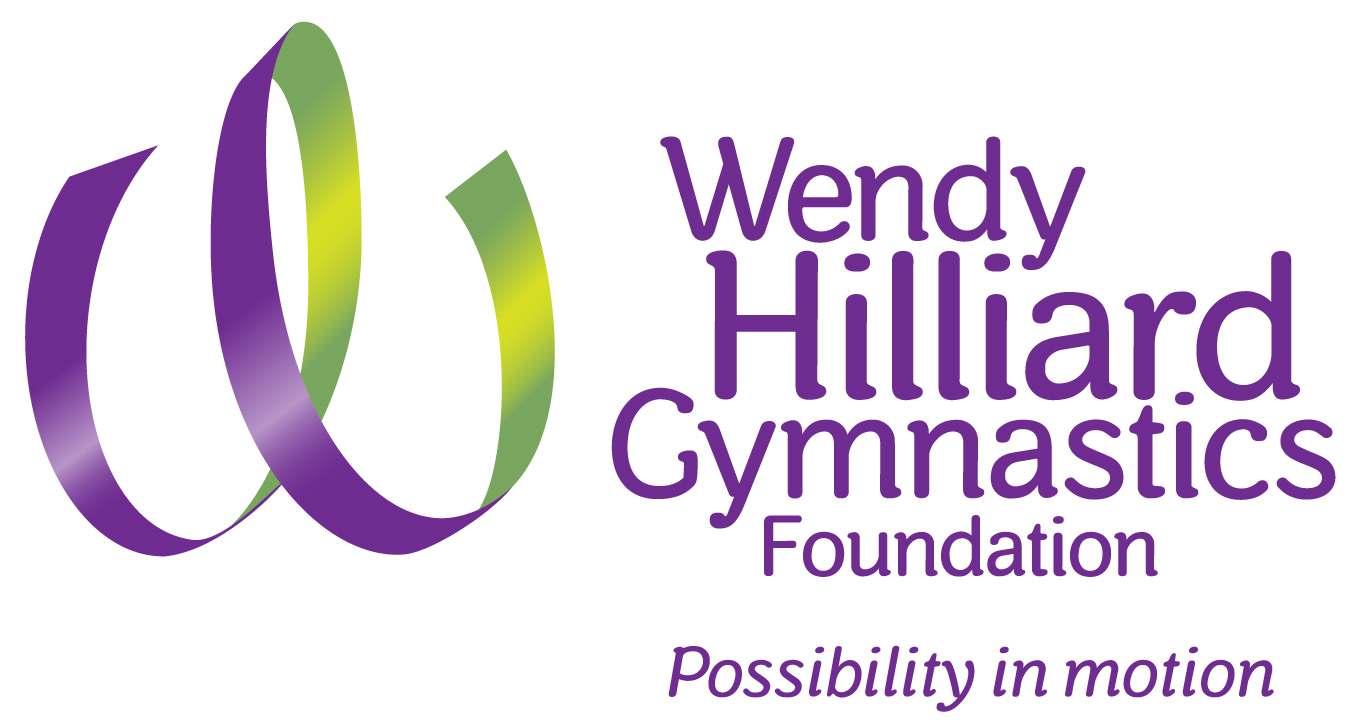 Wendy
Hilliard
Gymnastics
Foundation
Possibility in motion